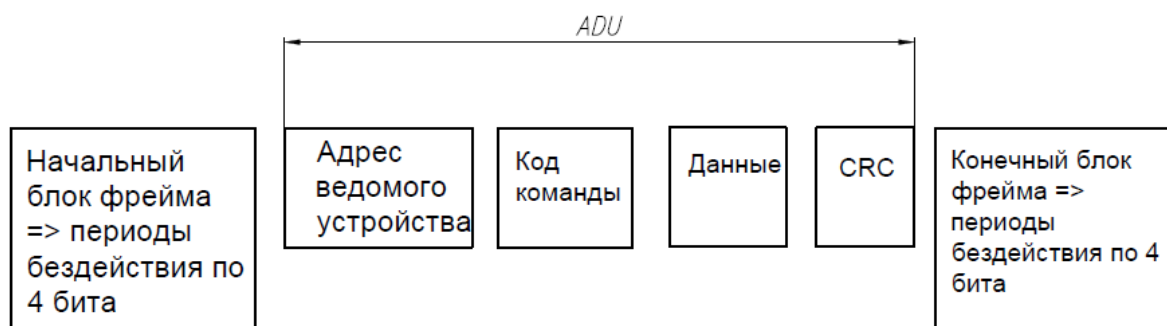 ADU
Начальный
блок фрейма
=> периоды
бездействия по
4 бита
Адрес
ведомого
устройства
Код
команды
Данные
CRC
Конечный блок
фрейма =>
периоды
бездействия по 4
бита